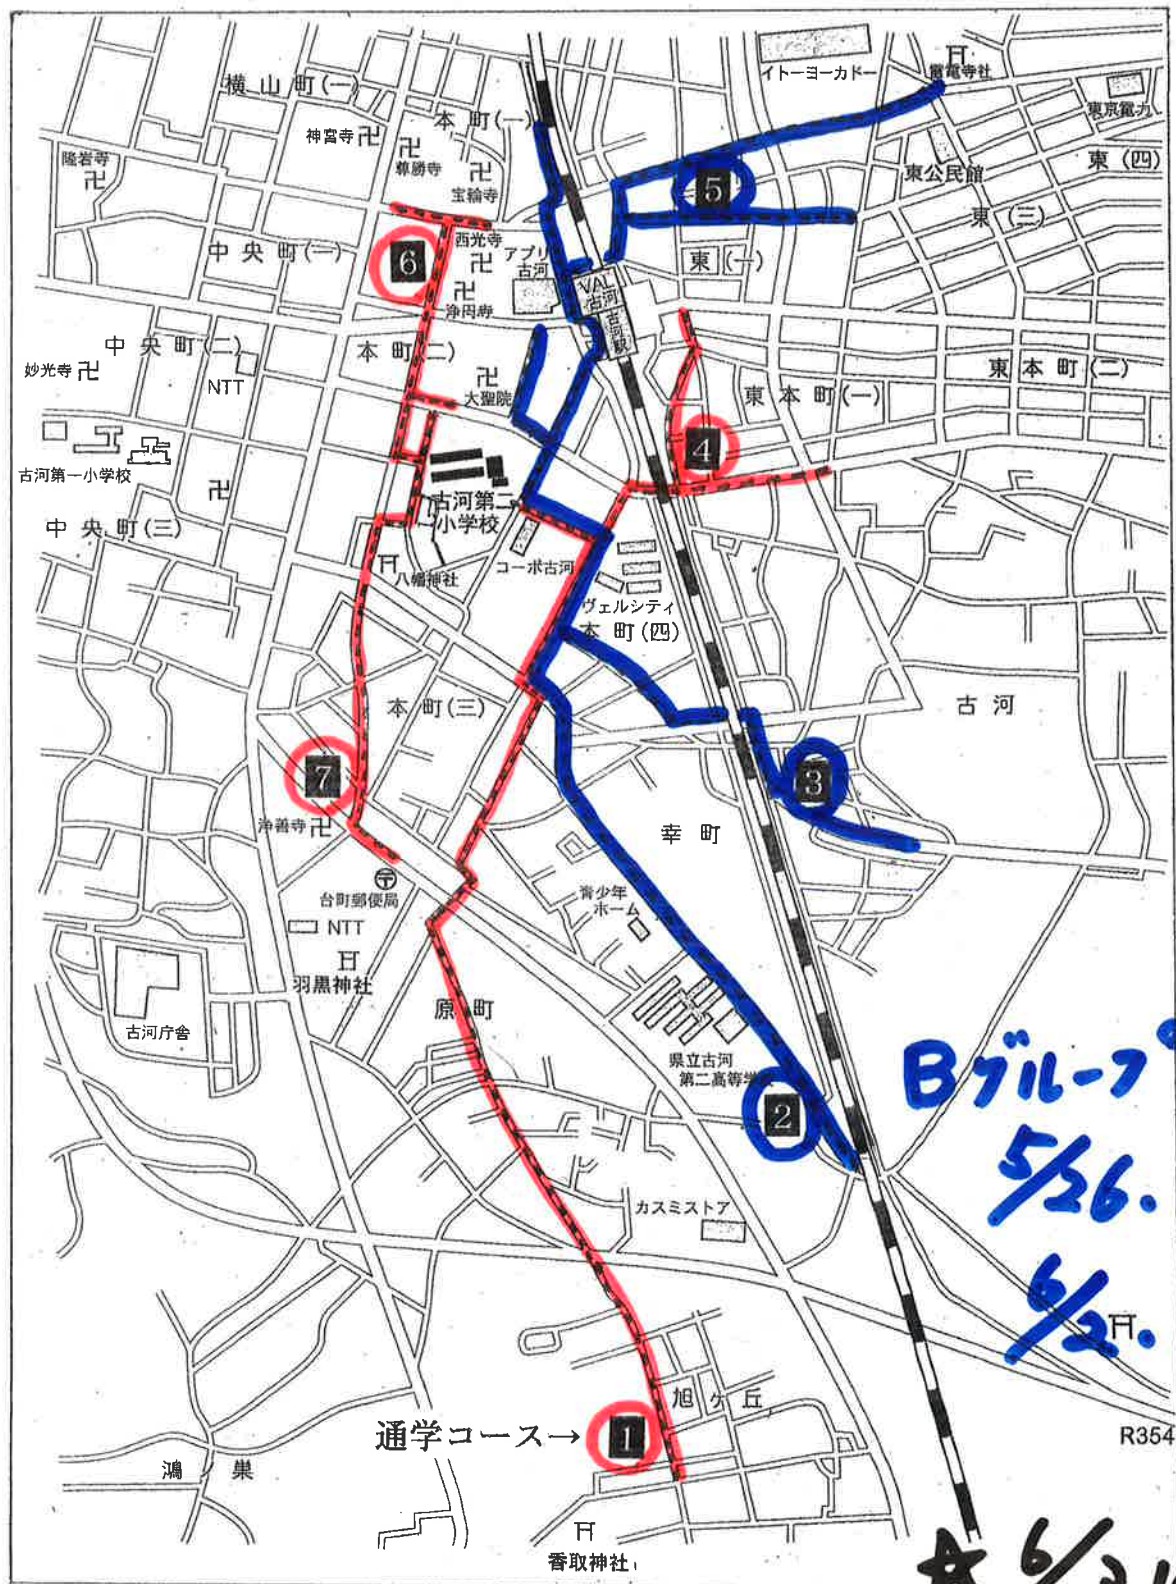 イトーヨーカドー
雷電寺社
東京電力
横山町(一)
本町(一)
神宮寺
尊勝寺
宝輪寺
隆岩寺
東公民館
東(四)
東(三)
5
中央町(一)
6
西光寺
アプリ
古河
東(一)
VAL
古河
古河駅
浄円寺
中央町(二)
本町(二)
妙光寺
NTT
大聖院
東本町(二)
東本町(一)
4
古河第一小学校
古河第二
小学校
中央町(三)
八幡神社
コーポ古河
ヴェルシティ
本町(四)
本町(三)
古河
7
3
浄善寺
幸町
台町郵便局
NTT
青少年
ホーム
羽黒神社
原町
古河庁舎
県立古河
第二高等学校
2
Bグループ
5/26.
6/2.
カスミストア
旭ヶ丘
通学コース→
1
R354
鴻巣
香取神社
☆ 6/